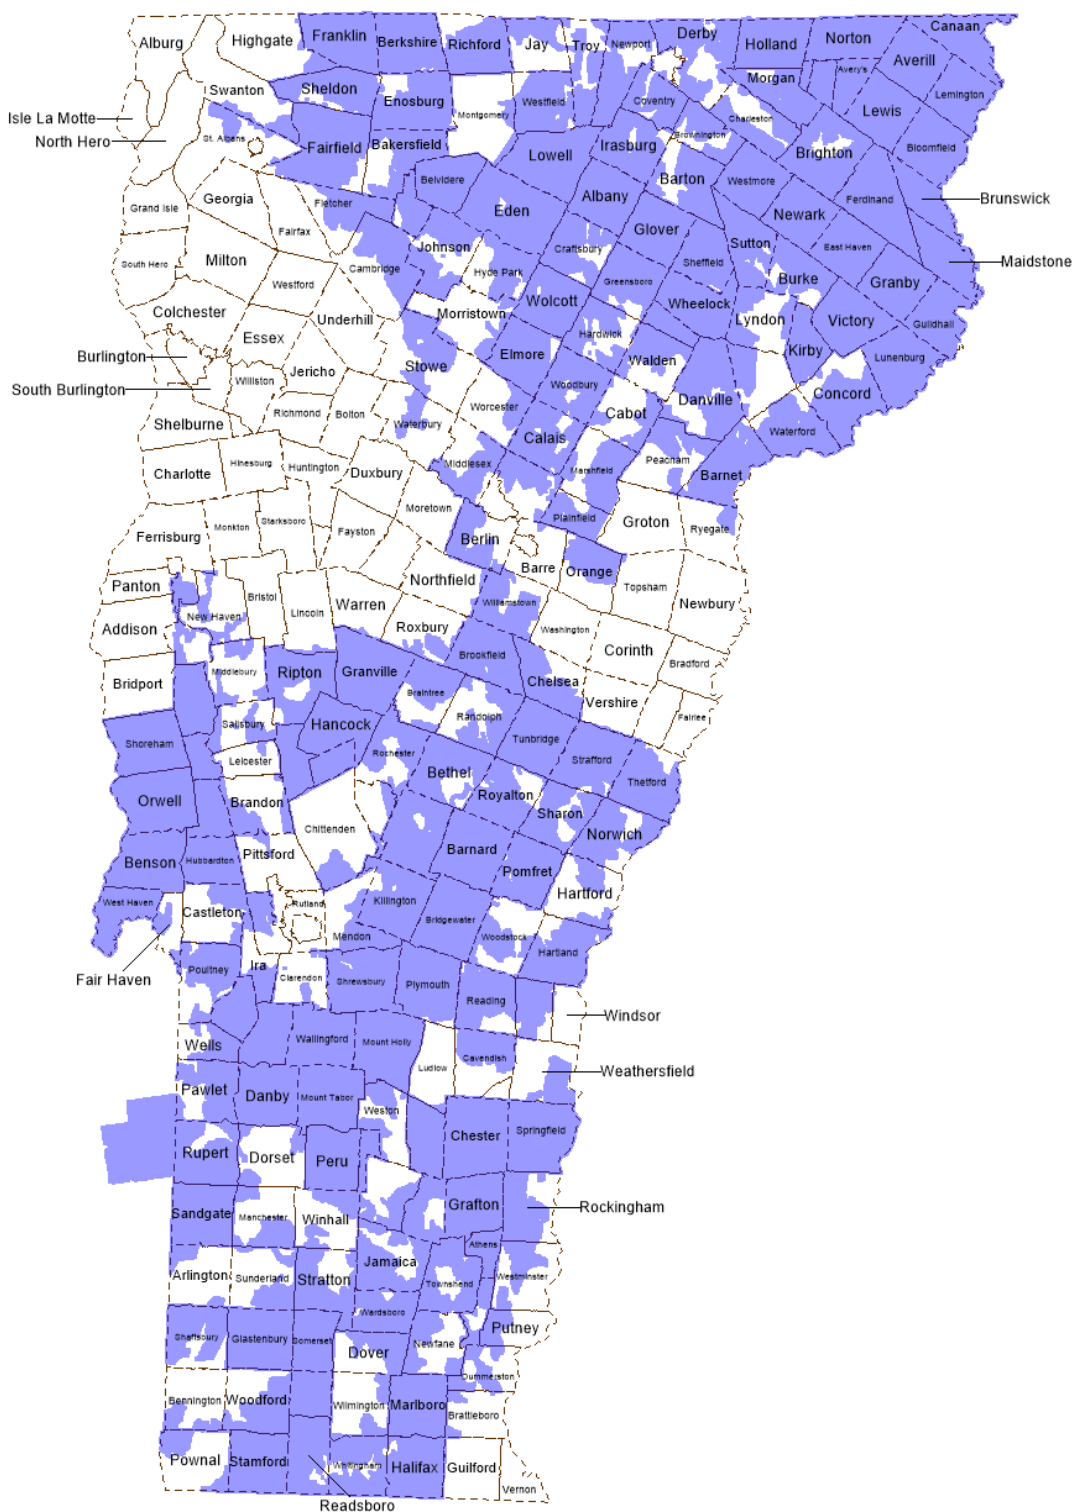 Alburg
Highgate
Franklin
Berkshire
Richford
Jay
Troy
Newport
Derby
Holland
Norton
Canaan
Averill
Avery's
Morgan
Swanton
Sheldon
Enosburg
Montgomery
Westfield
Coventry
Charleston
Lewis
Lemington
Isle La Motte
North Hero
St. Albans
Fairfield
Bakersfield
Lowell
Irasburg
Brownington
Brighton
Bloomfield
Belvidere
Barton
Westmore
Ferdinand
Brunswick
Grand Isle
Georgia
Fletcher
Fairfax
Eden
Albany
Glover
Newark
East Haven
Maidstone
South Hero
Milton
Westford
Cambridge
Johnson
Hyde Park
Craftsbury
Greensboro
Sheffield
Sutton
Burke
Granby
Colchester
Essex
Underhill
Morristown
Wolcott
Hardwick
Wheelock
Lyndon
Victory
Guildhall
Burlington
South Burlington
Williston
Jericho
Stowe
Elmore
Woodbury
Walden
Kirby
Lunenburg
Shelburne
Richmond
Bolton
Waterbury
Worcester
Cabot
Danville
Concord
Charlotte
Hinesburg
Huntington
Duxbury
Middlesex
Calais
Marshfield
Peacham
Barnet
Waterford
Ferrisburg
Monkton
Starksboro
Fayston
Moretown
Berlin
Plainfield
Groton
Ryegate
Panton
Addison
New Haven
Bristol
Lincoln
Warren
Northfield
Roxbury
Williamstown
Barre
Orange
Washington
Topsham
Newbury
Corinth
Bradford
Bridport
Middlebury
Ripton
Granville
Braintree
Brookfield
Chelsea
Vershire
Fairlee
Shoreham
Salisbury
Hancock
Rochester
Randolph
Tunbridge
Strafford
Thetford
Orwell
Leicester
Brandon
Chittenden
Bethel
Royalton
Sharon
Norwich
Benson
Hubbardton
Pittsford
Barnard
Pomfret
Hartford
West Haven
Castleton
Rutland
Mendon
Killington
Bridgewater
Woodstock
Hartland
Fair Haven
Poultney
Ira
Clarendon
Shrewsbury
Plymouth
Reading
Windsor
Wells
Wallingford
Mount Holly
Ludlow
Cavendish
Weathersfield
Pawlet
Danby
Mount Tabor
Weston
Chester
Springfield
Rupert
Dorset
Peru
Grafton
Rockingham
Sandgate
Manchester
Winhall
Jamaica
Athens
Arlington
Sunderland
Stratton
Townshend
Westminster
Shaftsbury
Glastenbury
Somerset
Wardsboro
Dover
Newfane
Putney
Dummerston
Bennington
Woodford
Wilmington
Marlboro
Brattleboro
Pownal
Stamford
Readsboro
Whitingham
Halifax
Guilford
Vernon